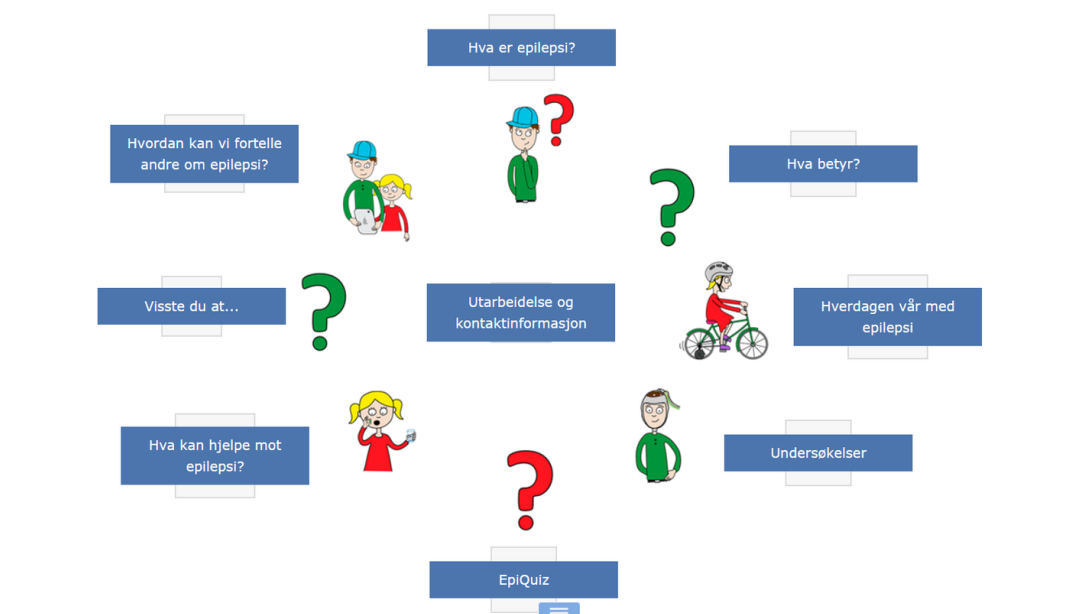 Hva er epilepsi?
Hvordan kan vi fortelle
andre om epilepsi?
Hva betyr?
Visste du at...
Utarbeidelse og
kontaktinformasjon
Hverdagen vår med
epilepsi
Hva kan hjelpe mot
epilepsi?
Undersøkelser
EpiQuiz